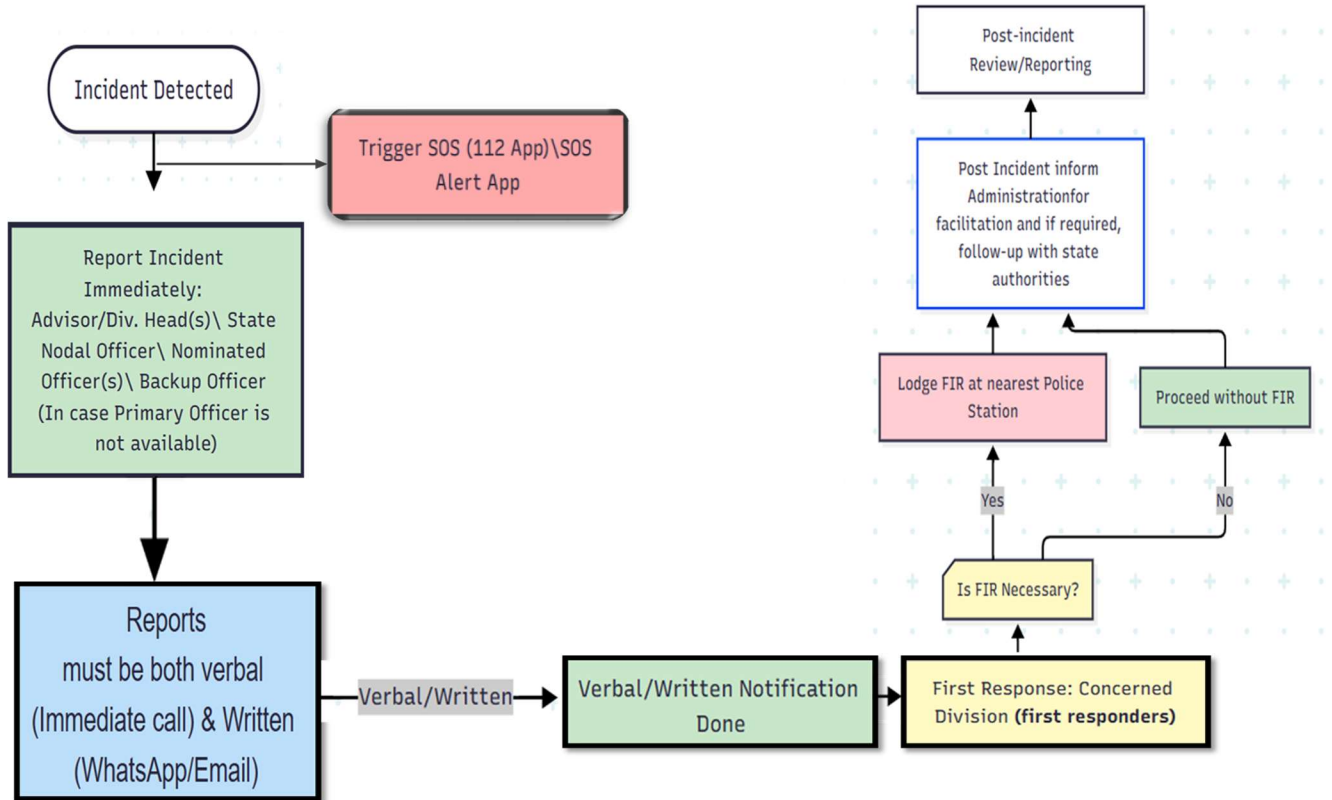 Incident Detected
Trigger SOS (112 App)\SOS
Alert App
Report Incident
Immediately:
Advisor/Div. Head(s)\ State
Nodal Officer\ Nominated
Officer(s)\ Backup Officer
(In case Primary Officer is
not available)
Reports
must be both verbal
(Immediate call) & Written
(WhatsApp/Email)
Verbal/Written
Verbal/Written Notification
Done
First Response: Concerned
Division (first responders)
Is FIR Necessary?
Yes
No
Lodge FIR at nearest Police
Station
Proceed without FIR
Post Incident inform
Administrationfor
facilitation and if required,
follow-up with state
authorities
Post-incident
Review/Reporting